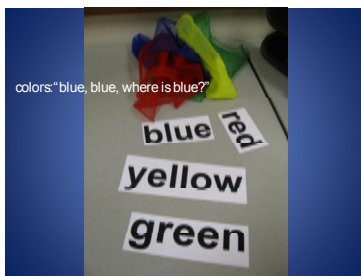 colors:“blue, blue, where is blue?”
blue
red
yellow
green